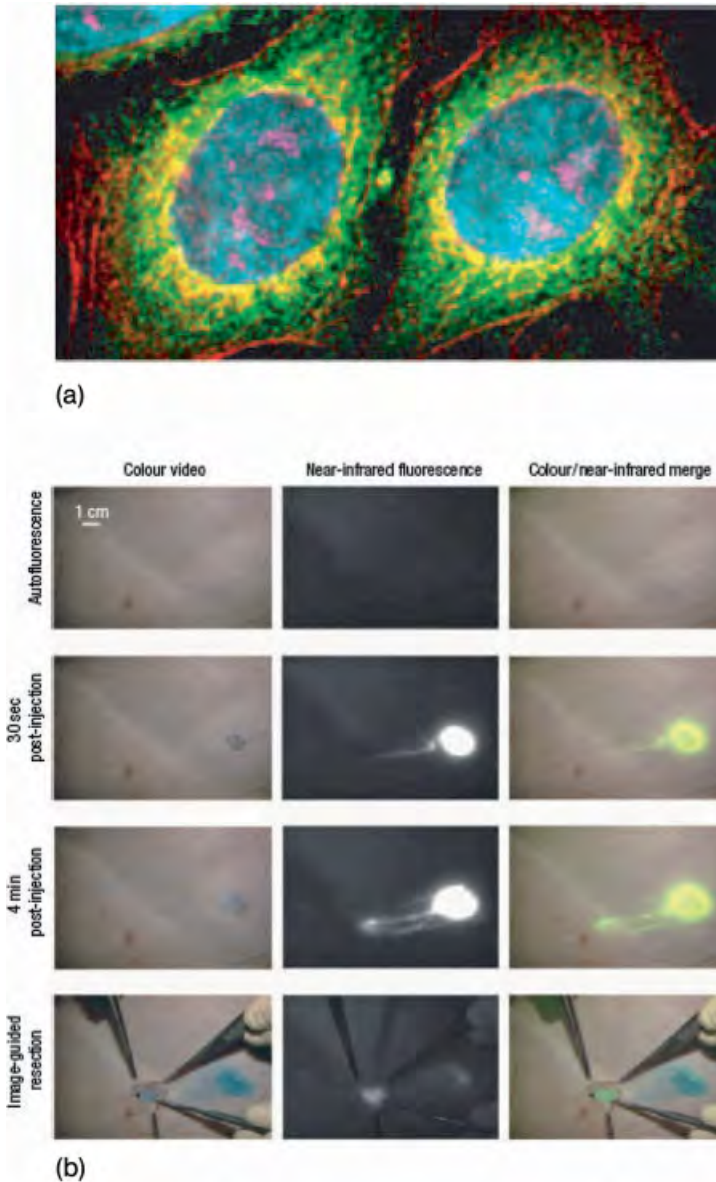 (a)
Colour video
Near-infrared fluorescence
Colour/near-infrared merge
Autofluorescence
1 cm
30 sec
post-injection
4 min
post-injection
Image-guided
resection
(b)